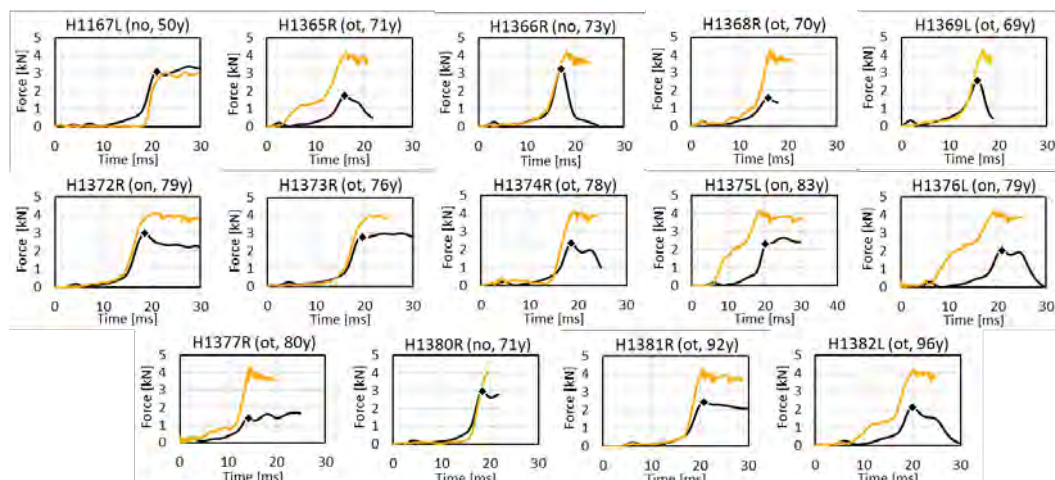 H1167L (no, 50y) H1365R (ot, 71y) H1366R (no, 73y) H1368R (ot, 70y) H1369L (ot, 69y)
Force [kN] Force [kN] Force [kN] Force [kN] Force [kN]
5 5 5 5 5
4 4 4 4 4
3 3 3 3 3
2 2 2 2 2
1 1 1 1 1
0 0 0 0 0
0 10 20 30 0 10 20 30 0 10 20 30 0 10 20 30 0 10 20 30
Time [ms] Time [ms] Time [ms] Time [ms] Time [ms]
H1372R (on, 79y) H1373R (ot, 76y) H1374R (ot, 78y) H1375L (on, 83y) H1376L (on, 79y)
Force [kN] Force [kN] Force [kN] Force [kN] Force [kN]
5 5 5 5 5
4 4 4 4 4
3 3 3 3 3
2 2 2 2 2
1 1 1 1 1
0 0 0 0 0
0 10 20 30 0 10 20 30 0 10 20 30 0 10 20 30 40 0 10 20 30
Time [ms] Time [ms] Time [ms] Time [ms] Time [ms]
H1377R (ot, 80y) H1380R (no, 71y) H1381R (ot, 92y) H1382L (ot, 96y)
Force [kN] Force [kN] Force [kN] Force [kN]
5 5 5 5
4 4 4 4
3 3 3 3
2 2 2 2
1 1 1 1
0 0 0 0
0 10 20 30 0 10 20 30 0 10 20 30 0 10 20 30
Time [ms] Time [ms] Time [ms] Time [ms]